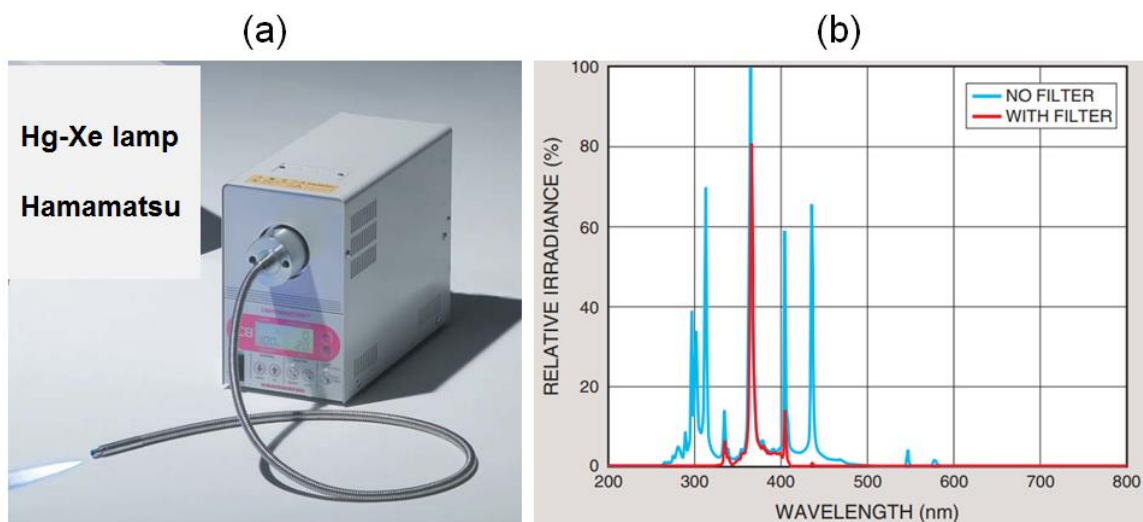 (a)
Hg-Xe lamp
Hamamatsu
(b)
NO FILTER
WITH FILTER
RELATIVE IRRADIANCE (%)
100
80
60
40
20
0
200 300 400 500 600 700 800
WAVELENGTH (nm)